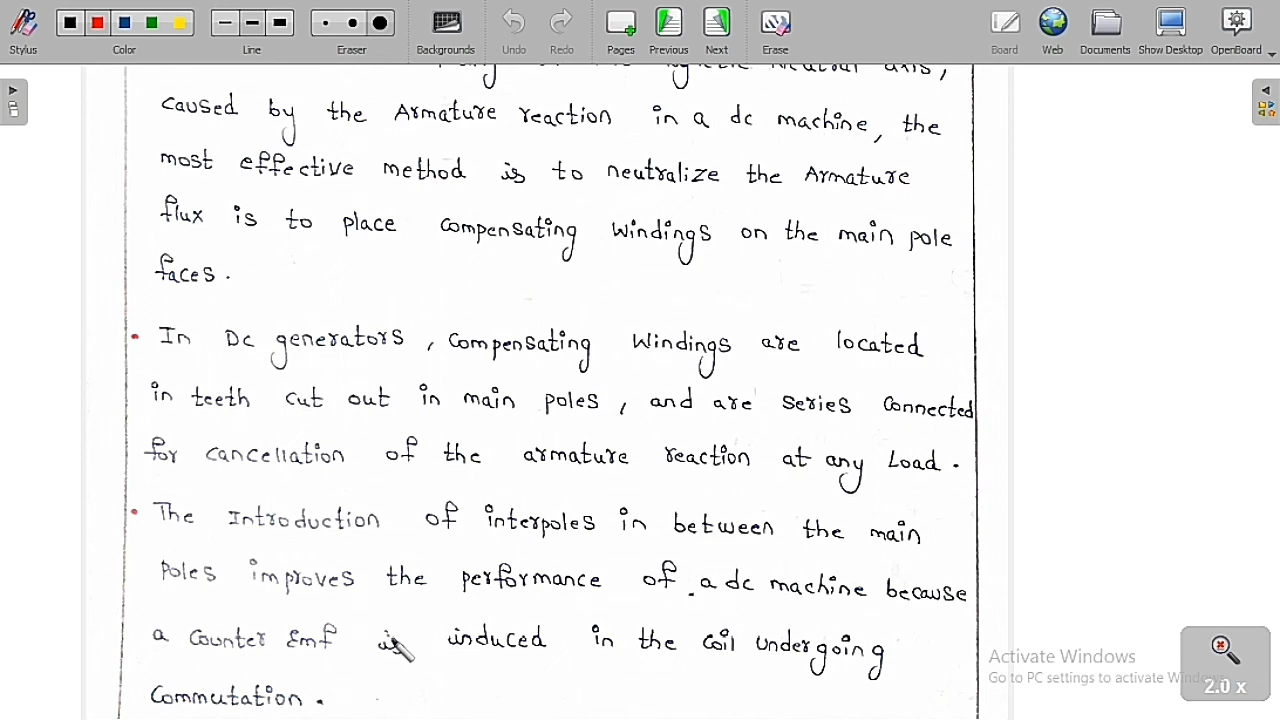 Stylus
Color
Line
Eraser
Backgrounds
Undo
Redo
Pages
Previous
Next
Erase
Board
Web
Documents
Show Desktop
OpenBoard
axis,
caused by the Armature reaction in a dc machine, the
most effective method is to neutralize the Armature
flux is to place compensating windings on the main pole
faces.
• In Dc generators, compensating windings are located
in teeth cut out in main poles, and are series connected
for cancellation of the armature reaction at any Load.
• The Introduction of interpoles in between the main
Poles improves the performance of a dc machine because
a counter Emf is induced in the coil undergoing
Commutation.
Activate Windows
Go to PC settings to activate Windows.
2.0 x